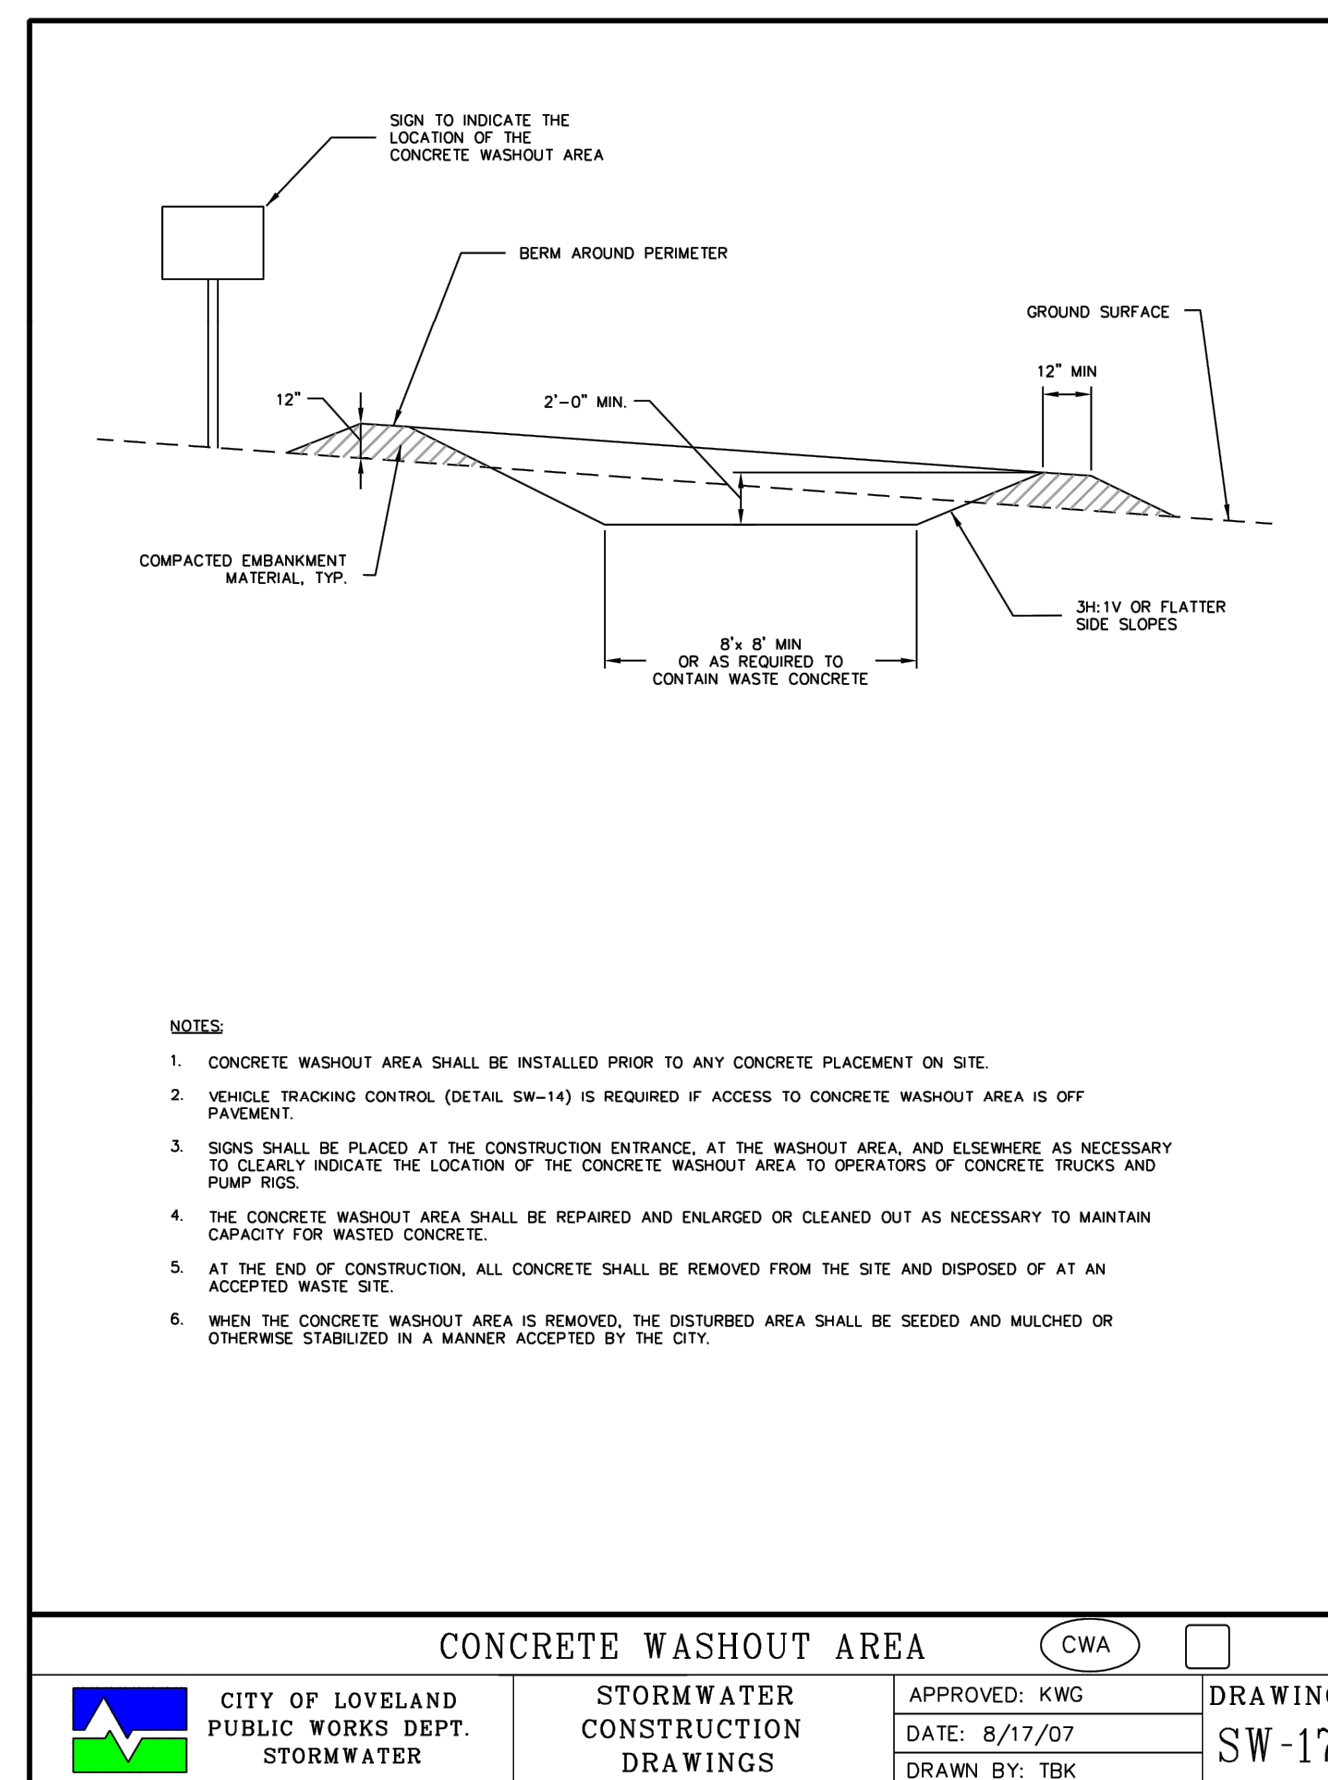 SIGN TO INDICATE THE
LOCATION OF THE
CONCRETE WASHOUT AREA
BERM AROUND PERIMETER
GROUND SURFACE
12" MIN
12"
2'-0" MIN.
COMPACTED EMBANKMENT
MATERIAL, TYP.
3H:1V OR FLATTER
SIDE SLOPES
8'x 8' MIN
OR AS REQUIRED TO
CONTAIN WASTE CONCRETE
NOTES:
1. CONCRETE WASHOUT AREA SHALL BE INSTALLED PRIOR TO ANY CONCRETE PLACEMENT ON SITE.
2. VEHICLE TRACKING CONTROL (DETAIL SW-14) IS REQUIRED IF ACCESS TO CONCRETE WASHOUT AREA IS OFF
PAVEMENT.
3. SIGNS SHALL BE PLACED AT THE CONSTRUCTION ENTRANCE, AT THE WASHOUT AREA, AND ELSEWHERE AS NECESSARY
TO CLEARLY INDICATE THE LOCATION OF THE CONCRETE WASHOUT AREA TO OPERATORS OF CONCRETE TRUCKS AND
PUMP RIGS.
4. THE CONCRETE WASHOUT AREA SHALL BE REPAIRED AND ENLARGED OR CLEANED OUT AS NECESSARY TO MAINTAIN
CAPACITY FOR WASTED CONCRETE.
5. AT THE END OF CONSTRUCTION, ALL CONCRETE SHALL BE REMOVED FROM THE SITE AND DISPOSED OF AT AN
ACCEPTED WASTE SITE.
6. WHEN THE CONCRETE WASHOUT AREA IS REMOVED, THE DISTURBED AREA SHALL BE SEEDED AND MULCHED OR
OTHERWISE STABILIZED IN A MANNER ACCEPTED BY THE CITY.
CONCRETE WASHOUT AREA
CWA
CITY OF LOVELAND
PUBLIC WORKS DEPT.
STORMWATER
STORMWATER
CONSTRUCTION
DRAWINGS
APPROVED: KWG
DATE: 8/17/07
DRAWN BY: TBK
DRAWING
SW-17